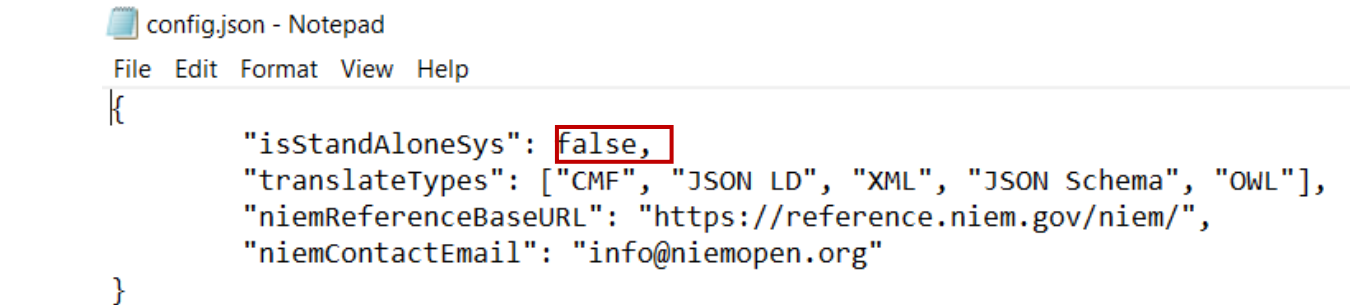 config.json - Notepad
File Edit Format View Help
{
"isStandAloneSys": false,
"translateTypes": ["CMF", "JSON LD", "XML", "JSON Schema", "OWL"],
"niemReferenceBaseURL": "https://reference.niem.gov/niem/",
"niemContactEmail": "info@niemopen.org"
}